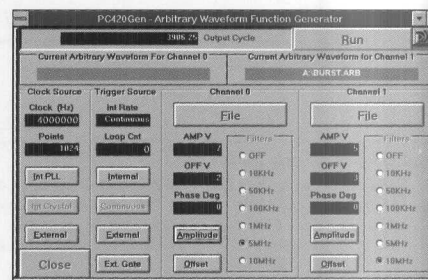 PC420Gen - Arbitrary Waveform Function Generator
3906.25 Output Cycle
Run
Current Arbitrary Waveform For Channel 0
Current Arbitrary Waveform for Channel 1
A:\BURST.ARB
Clock Source
Clock (Hz)
4000000
Points
1024
Int PLL
Int Crystal
External
Close
Trigger Source
Int Rate
Continuous
Loop Cnt
0
Internal
Continuous
External
Ext. Gate
Channel 0
File
AMP V
OFF V
2
Phase Deg
0
Amplitude
Offset
Filters
OFF
10KHz
50KHz
100KHz
1MHz
5MHz
10MHz
Channel 1
File
AMP V
5
OFF V
3
Phase Deg
0
Amplitude
Offset
Filters
OFF
10KHz
50KHz
100KHz
1MHz
5MHz
10MHz